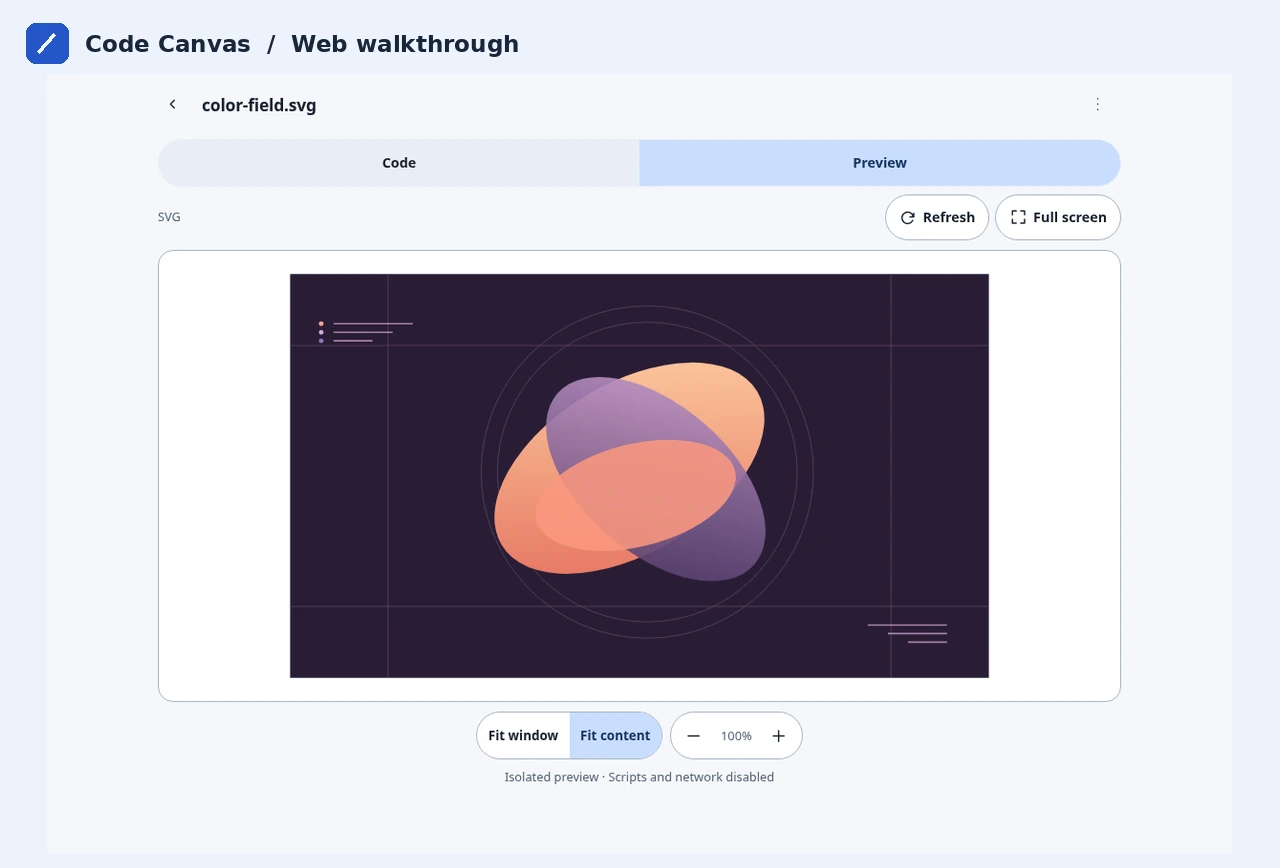 Code Canvas / Web walkthrough
color-field.svg
Code
Preview
SVG
Refresh
Full screen
Fit window
Fit content
100%
Isolated preview · Scripts and network disabled